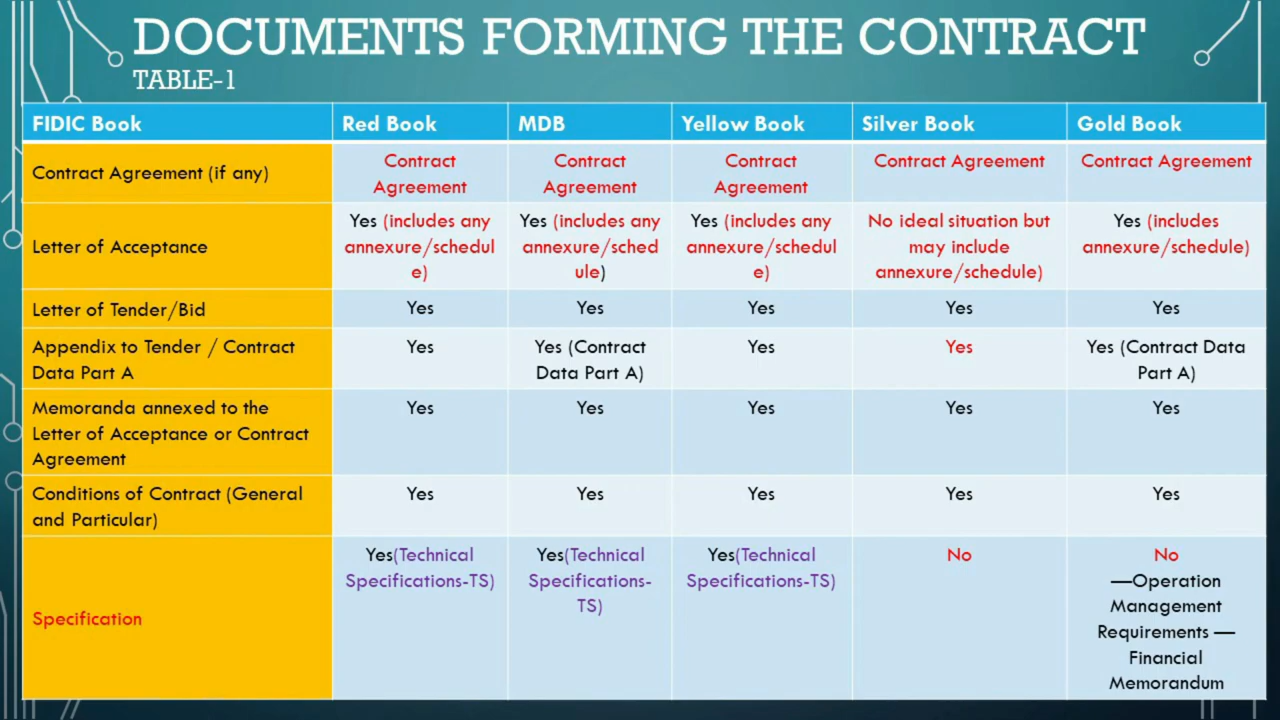 DOCUMENTS FORMING THE CONTRACT
TABLE-1
FIDIC Book
Red Book
MDB
Yellow Book
Silver Book
Gold Book
Contract Agreement (if any)
Contract
Agreement
Contract
Agreement
Contract
Agreement
Contract Agreement
Contract Agreement
Letter of Acceptance
Yes (includes any
annexure/schedul
e)
Yes (includes any
annexure/sched
ule)
Yes (includes any
annexure/schedul
e)
No ideal situation but
may include
annexure/schedule)
Yes (includes
annexure/schedule)
Letter of Tender/Bid
Yes
Yes
Yes
Yes
Yes
Appendix to Tender / Contract
Data Part A
Yes
Yes (Contract
Data Part A)
Yes
Yes
Yes (Contract Data
Part A)
Memoranda annexed to the
Letter of Acceptance or Contract
Agreement
Yes
Yes
Yes
Yes
Yes
Conditions of Contract (General
and Particular)
Yes
Yes
Yes
Yes
Yes
Specification
Yes(Technical
Specifications-TS)
Yes(Technical
Specifications-
TS)
Yes(Technical
Specifications-TS)
No
No
—Operation
Management
Requirements —
Financial
Memorandum